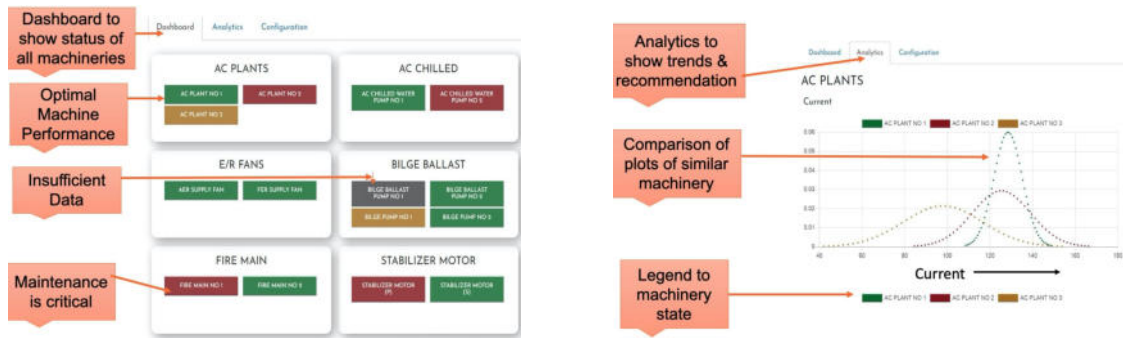 Dashboard to
show status of
all machineries
Optimal
Machine
Performance
Insufficient
Data
Maintenance
is critical
Dashboard
Analytics
Configuration
AC PLANTS
AC PLANT NO 1
AC PLANT NO 2
AC PLANT NO 3
AC CHILLED
AC CHILLED WATER
PUMP NO 1
AC CHILLED WATER
PUMP NO 2
E/R FANS
AER SUPPLY FAN
FER SUPPLY FAN
BILGE BALLAST
BILGE BALLAST
PUMP NO 1
BILGE BALLAST
PUMP NO 2
BILGE PUMP NO 1
BILGE PUMP NO 2
FIRE MAIN
FIRE MAIN NO 1
FIRE MAIN NO 2
STABILIZER MOTOR
STABILIZER MOTOR
(P)
STABILIZER MOTOR
(S)
Analytics to
show trends &
recommendation
Comparison of
plots of similar
machinery
Legend to
machinery
state
Dashboard
Analytics
Configuration
AC PLANTS
Current
AC PLANT NO 1
AC PLANT NO 2
AC PLANT NO 3
0.06
0.05
0.04
0.03
0.02
0.01
0
40
60
80
100
120
140
160
180
Current
AC PLANT NO 1
AC PLANT NO 2
AC PLANT NO 3